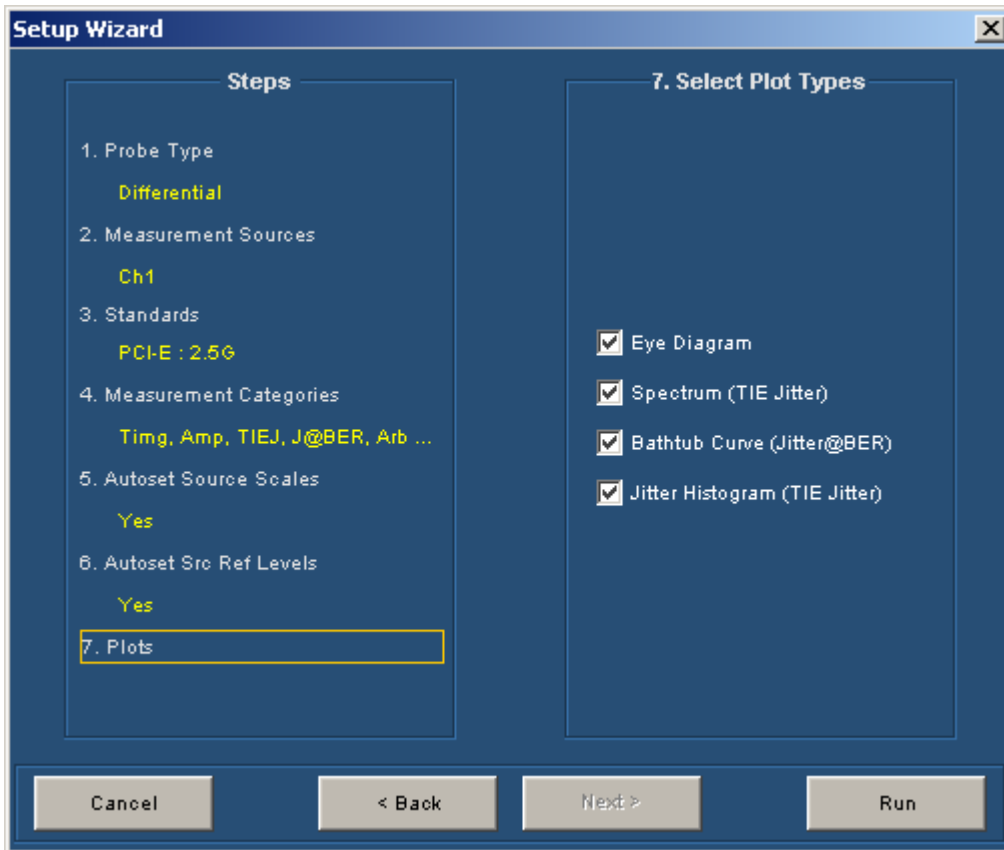 Setup Wizard
Steps
1. Probe Type
Differential
2. Measurement Sources
Ch1
3. Standards
PCI-E : 2.5G
4. Measurement Categories
Timg, Amp, TIEJ, J@BER, Arb ...
5. Autoset Source Scales
Yes
6. Autoset Src Ref Levels
Yes
7. Plots
7. Select Plot Types
Eye Diagram
Spectrum (TIE Jitter)
Bathtub Curve (Jitter@BER)
Jitter Histogram (TIE Jitter)
Cancel
< Back
Next >
Run